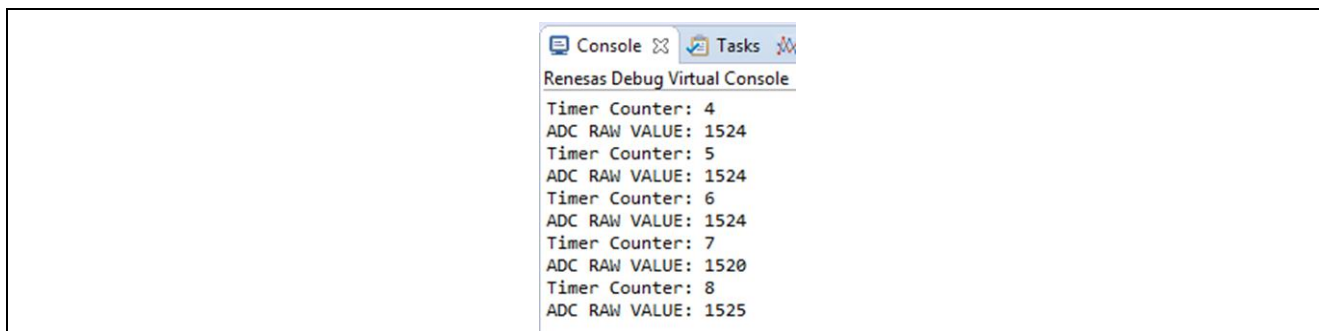 Console Tasks
Renesas Debug Virtual Console
Timer Counter: 4
ADC RAW VALUE: 1524
Timer Counter: 5
ADC RAW VALUE: 1524
Timer Counter: 6
ADC RAW VALUE: 1524
Timer Counter: 7
ADC RAW VALUE: 1520
Timer Counter: 8
ADC RAW VALUE: 1525